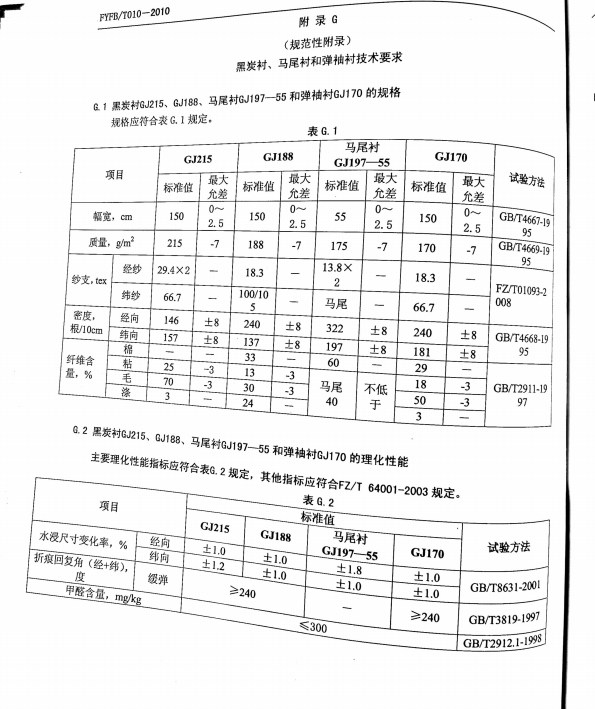 FYFB/T010—2010
附 录 G
（规范性附录）
黑炭衬、马尾衬和弹袖衬技术要求
G.1 黑炭衬GJ215、GJ188、马尾衬GJ197—55 和弹袖衬GJ170 的规格
规格应符合表 G.1 规定。
表 G.1
项目 GJ215 GJ188 马尾衬 GJ197—55 GJ170 试验方法
标准值 最大允差 标准值 最大允差 标准值 最大允差 标准值 最大允差
幅宽，cm 150 0～2.5 150 0～2.5 55 0～2.5 150 0～2.5 GB/T4667-1995
质量，g/m² 215 -7 188 -7 175 -7 170 -7 GB/T4669-1995
纱支，tex 经纱 29.4×2 — 18.3 — 13.8×2 — 18.3 — FZ/T01093-2008
纬纱 66.7 — 100/105 — 马尾 — 66.7 —
密度，根/10cm 经向 146 ±8 240 ±8 322 ±8 240 ±8 GB/T4668-1995
纬向 157 ±8 137 ±8 197 ±8 181 ±8
纤维含量，% 棉 — — 33 — 60 — 29 — GB/T2911-1997
粘 25 -3 13 -3 马尾 40 不低于 18 -3
毛 70 -3 30 -3 50 -3
涤 3 — 24 — 3 —
G.2 黑炭衬GJ215、GJ188、马尾衬GJ197—55 和弹袖衬GJ170 的理化性能
主要理化性能指标应符合表G.2 规定，其他指标应符合FZ/T 64001-2003 规定。
表 G.2
项目 标准值 试验方法
GJ215 GJ188 马尾衬 GJ197—55 GJ170
水浸尺寸变化率，% 经向 ±1.0 ±1.0 ±1.8 ±1.0 GB/T8631-2001
纬向 ±1.2 ±1.0 ±1.0 ±1.0
折痕回复角（经+纬），度 缓弹 ≥240 — ≥240 GB/T3819-1997
甲醛含量，mg/kg ≤300 GB/T2912.1-1998